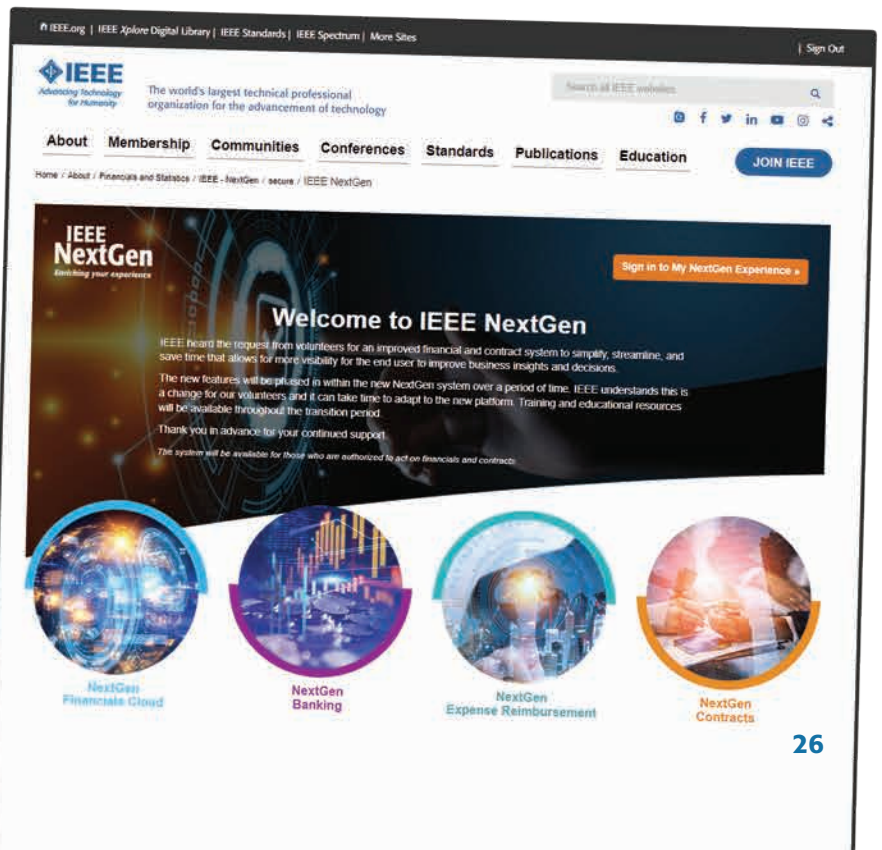 IEEE.org | IEEE Xplore Digital Library | IEEE Standards | IEEE Spectrum | More Sites
| Sign Out
IEEE
Advancing Technology
for Humanity
The world's largest technical professional
organization for the advancement of technology
Search all IEEE websites
About Membership Communities Conferences Standards Publications Education
JOIN IEEE
Home / About / Financials and Statistics / IEEE - NextGen / secure / IEEE NextGen
IEEE
NextGen
Enriching your experience
Sign in to My NextGen Experience »
Welcome to IEEE NextGen
IEEE heard the request from volunteers for an improved financial and contract system to simplify, streamline, and
save time that allows for more visibility for the end user to improve business insights and decisions.
The new features will be phased in within the new NextGen system over a period of time. IEEE understands this is
a change for our volunteers and it can take time to adapt to the new platform. Training and educational resources
will be available throughout the transition period.
Thank you in advance for your continued support.
The system will be available for those who are authorized to act on financials and contracts
NextGen
Financials Cloud
NextGen
Banking
NextGen
Expense Reimbursement
NextGen
Contracts
26